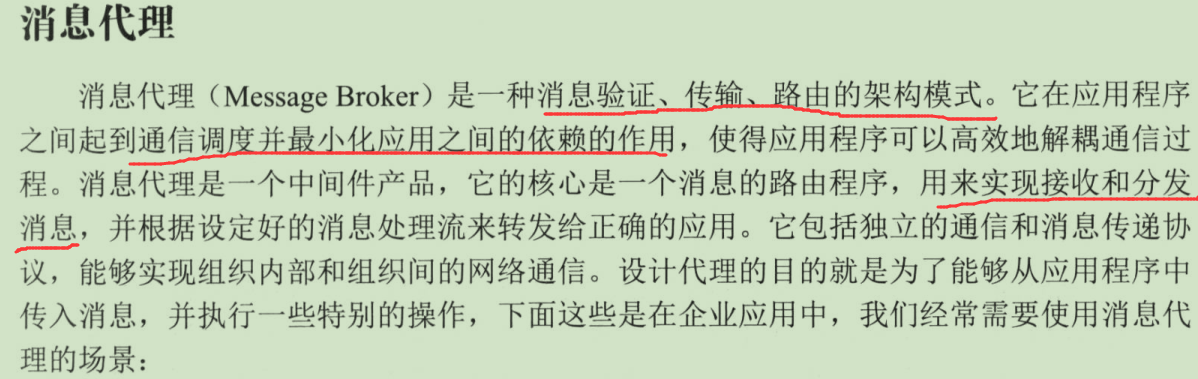 消息代理
消息代理（Message Broker）是一种消息验证、传输、路由的架构模式。它在应用程序
之间起到通信调度并最小化应用之间的依赖的作用，使得应用程序可以高效地解耦通信过
程。消息代理是一个中间件产品，它的核心是一个消息的路由程序，用来实现接收和分发
消息，并根据设定好的消息处理流来转发给正确的应用。它包括独立的通信和消息传递协
议，能够实现组织内部和组织间的网络通信。设计代理的目的就是为了能够从应用程序中
传入消息，并执行一些特别的操作，下面这些是在企业应用中，我们经常需要使用消息代
理的场景：